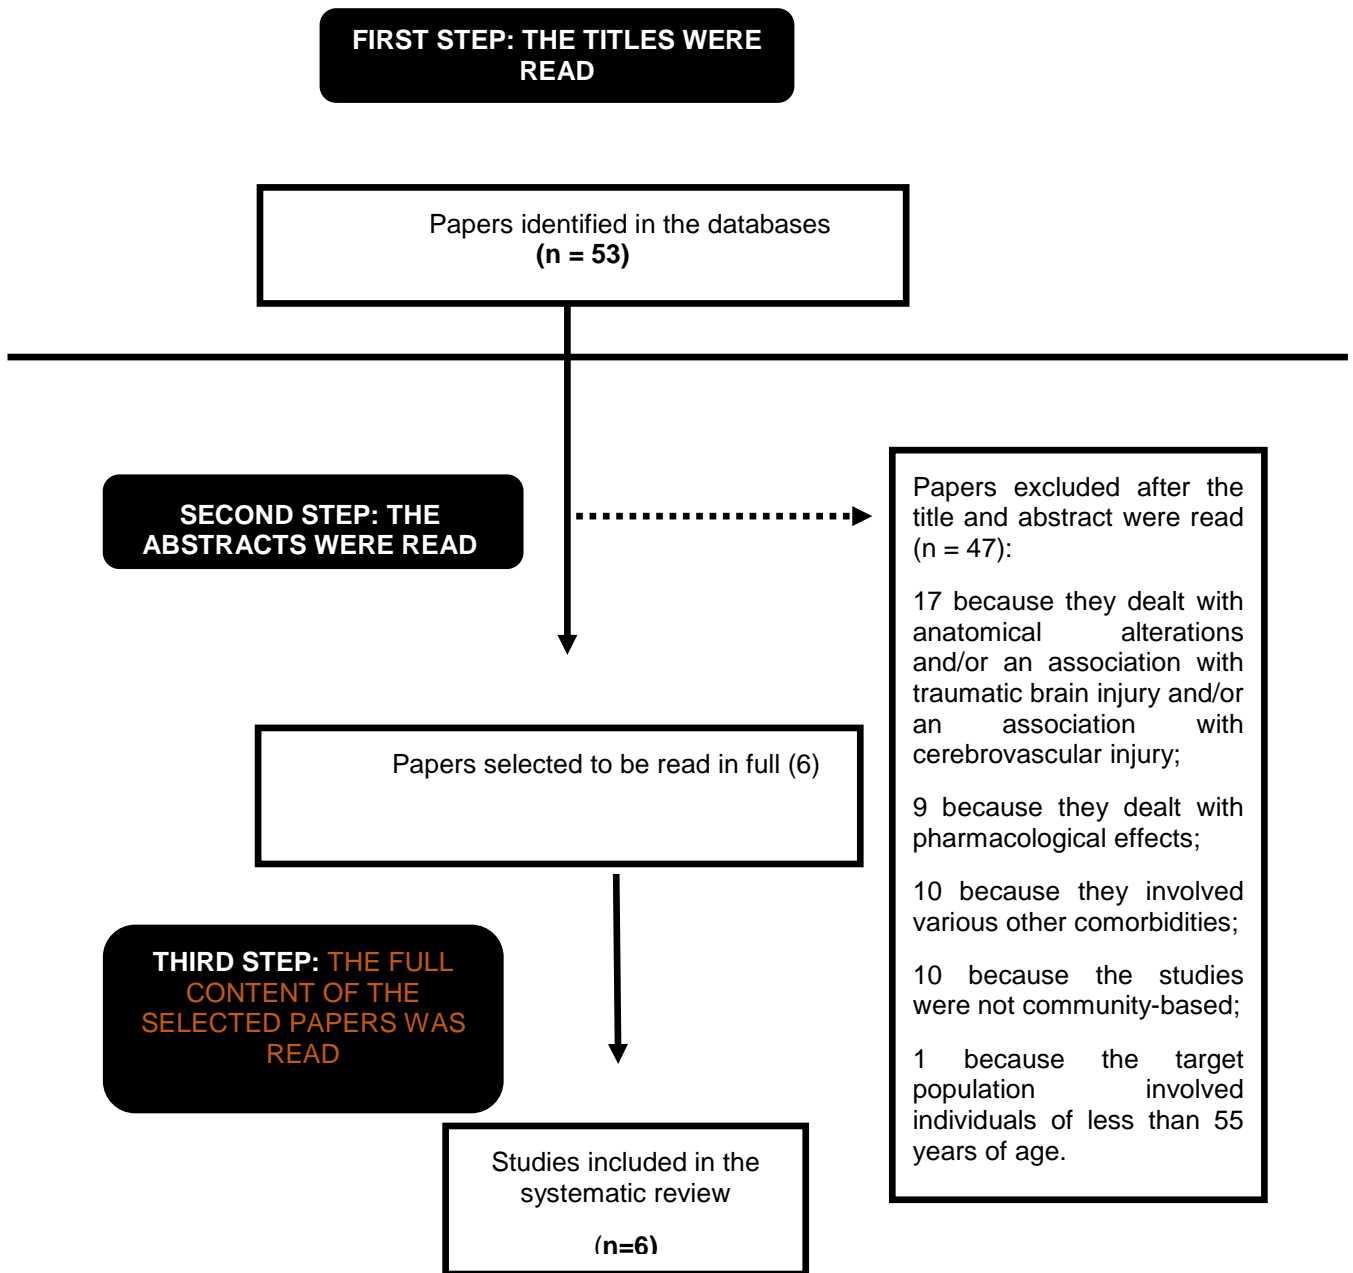 FIRST STEP: THE TITLES WERE
READ
Papers identified in the databases
(n = 53)
SECOND STEP: THE
ABSTRACTS WERE READ
Papers excluded after the
title and abstract were read
(n = 47):
17 because they dealt with
anatomical alterations
and/or an association with
traumatic brain injury and/or
an association with
cerebrovascular injury;
9 because they dealt with
pharmacological effects;
10 because they involved
various other comorbidities;
10 because the studies
were not community-based;
1 because the target
population involved
individuals of less than 55
years of age.
Papers selected to be read in full (6)
THIRD STEP: THE FULL
CONTENT OF THE
SELECTED PAPERS WAS
READ
Studies included in the
systematic review
(n=6)